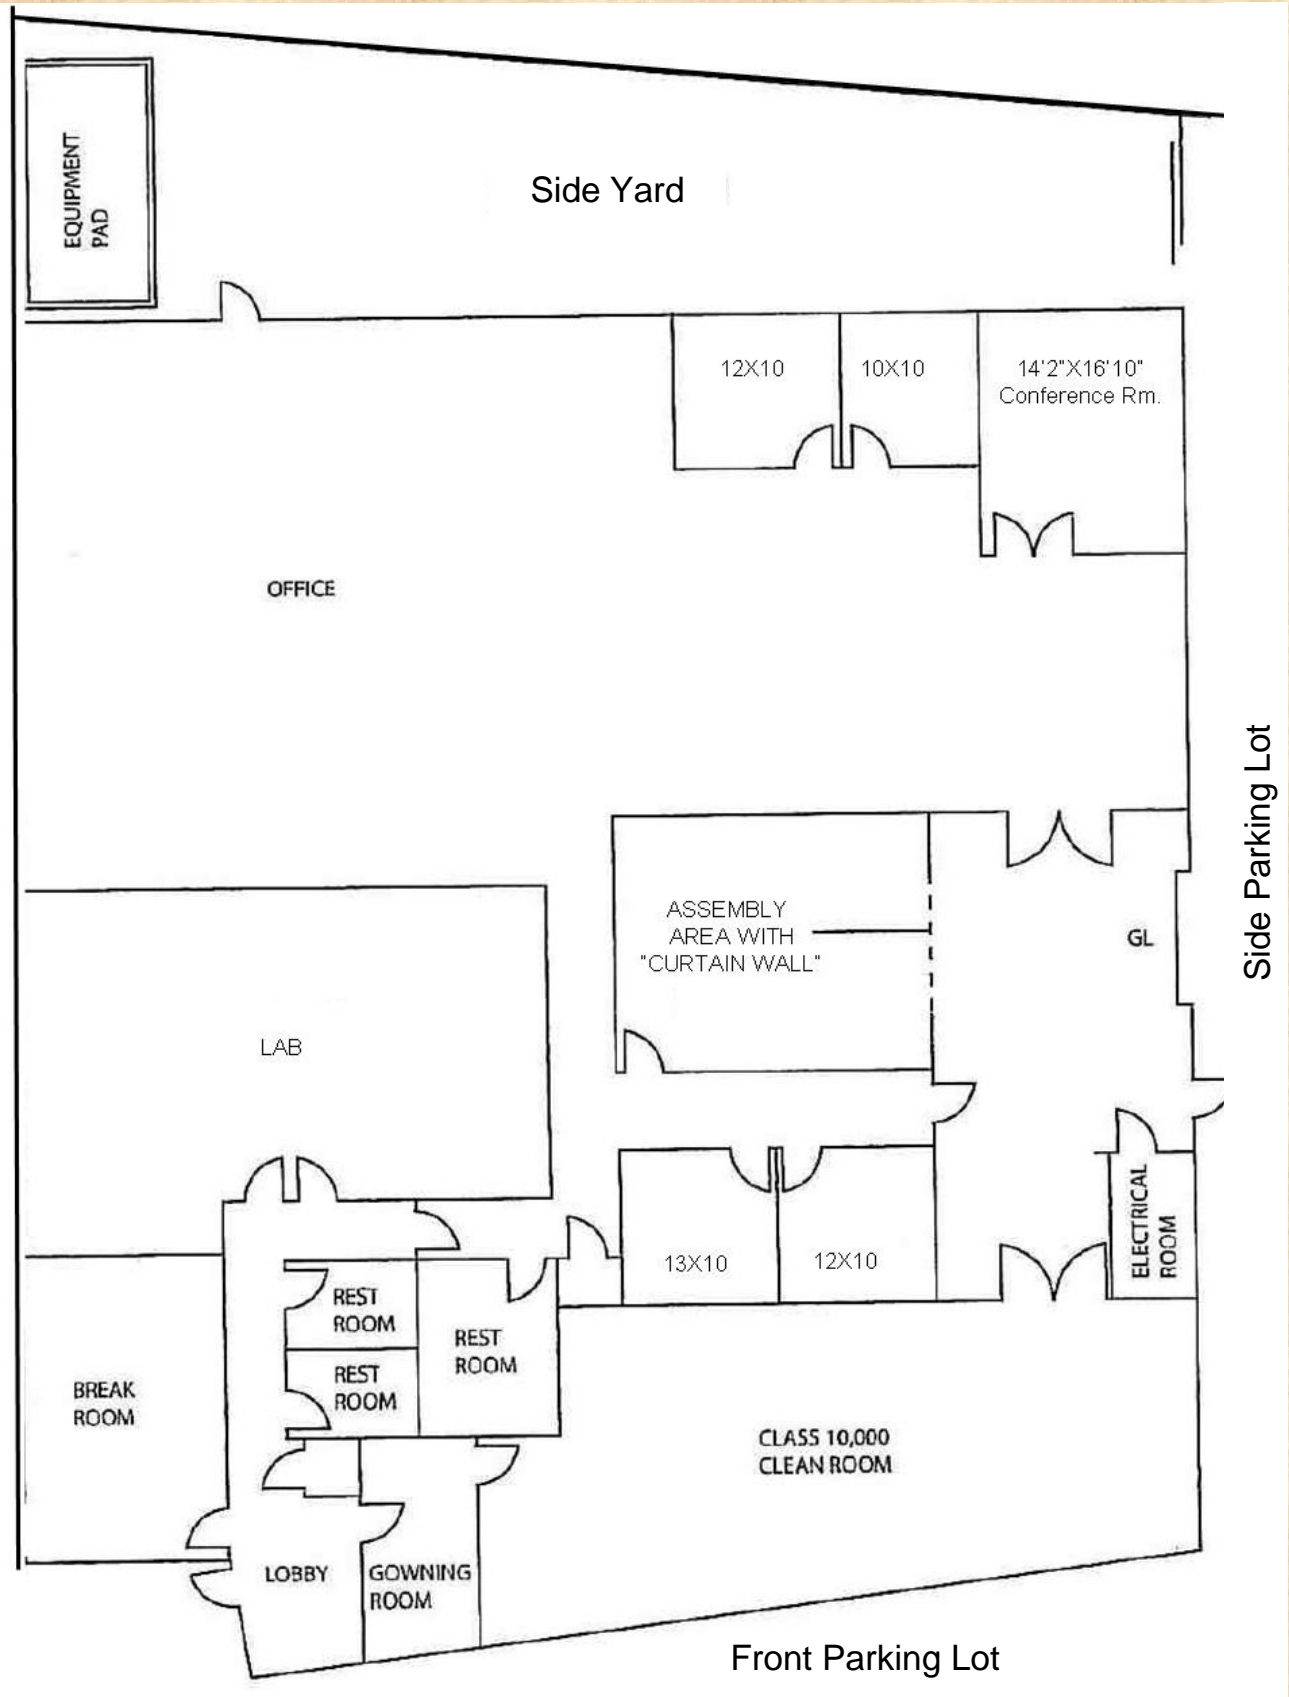 EQUIPMENT
PAD
Side Yard
12X10
10X10
14'2"X16'10"
Conference Rm.
OFFICE
Side Parking Lot
ASSEMBLY
AREA WITH
"CURTAIN WALL"
GL
LAB
ELECTRICAL
ROOM
13X10
12X10
REST
ROOM
REST
ROOM
REST
ROOM
BREAK
ROOM
CLASS 10,000
CLEAN ROOM
LOBBY
GOWNING
ROOM
Front Parking Lot